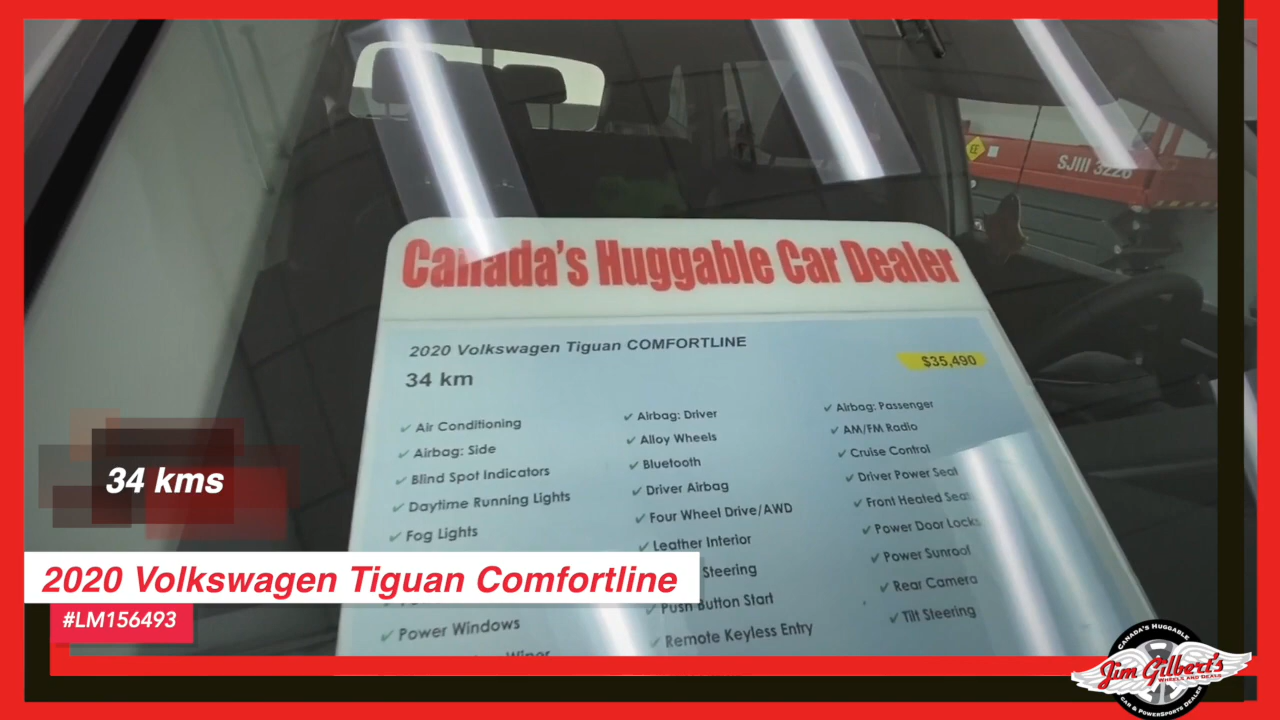 SJIII 3226
Canada's Huggable Car Dealer
2020 Volkswagen Tiguan COMFORTLINE
$35,490
34 km
Air Conditioning
Airbag: Side
Blind Spot Indicators
Daytime Running Lights
Fog Lights
Power Windows
Airbag: Driver
Alloy Wheels
Bluetooth
Driver Airbag
Four Wheel Drive/AWD
Leather Interior
Steering
Push Button Start
Remote Keyless Entry
Airbag: Passenger
AM/FM Radio
Cruise Control
Driver Power Seat
Front Heated Seat
Power Door Locks
Power Sunroof
Rear Camera
Tilt Steering
34 kms
2020 Volkswagen Tiguan Comfortline
#LM156493
CANADA'S HUGGABLE
Jim Gilbert's
WHEELS AND DEALS
CAR & POWERSPORTS DEALER